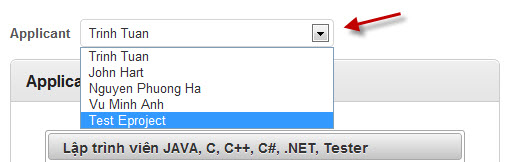 Applicant Trinh Tuan
Trinh Tuan
John Hart
Nguyen Phuong Ha
Vu Minh Anh
Test Eproject
Lập trình viên JAVA, C, C++, C#, .NET, Tester